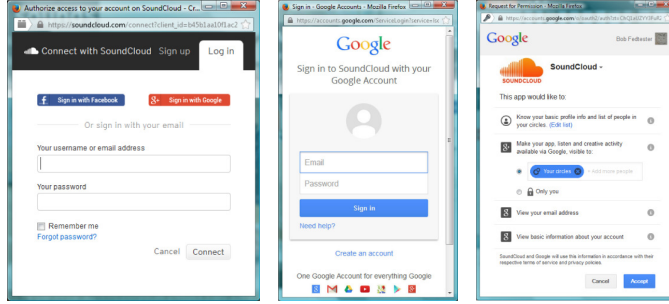 Authorize access to your account on SoundCloud - Cr...
https://soundcloud.com/connect?client_id=b45b1aa10f1ac2
Connect with SoundCloud Sign up Log in
Sign in with Facebook
Sign in with Google
Or sign in with your email
Your username or email address
Your password
Remember me
Forgot password?
Cancel Connect
Sign in - Google Accounts - Mozilla Firefox
https://accounts.google.com/ServiceLogin?service=lso
Google
Sign in to SoundCloud with your
Google Account
Email
Password
Sign in
Need help?
Create an account
One Google Account for everything Google
Request for Permission - Mozilla Firefox
https://accounts.google.com/o/oauth2/auth?
Google Bob Fedtester
SOUNDCLOUD
SoundCloud
This app would like to:
Know your basic profile info and list of people in
your circles. (Edit list)
Make your app, listen and creative activity
available via Google, visible to:
Your circles + Add more people
Only you
View your email address
View basic information about your account
SoundCloud and Google will use this information in accordance with their
respective terms of service and privacy policies.
Cancel Accept